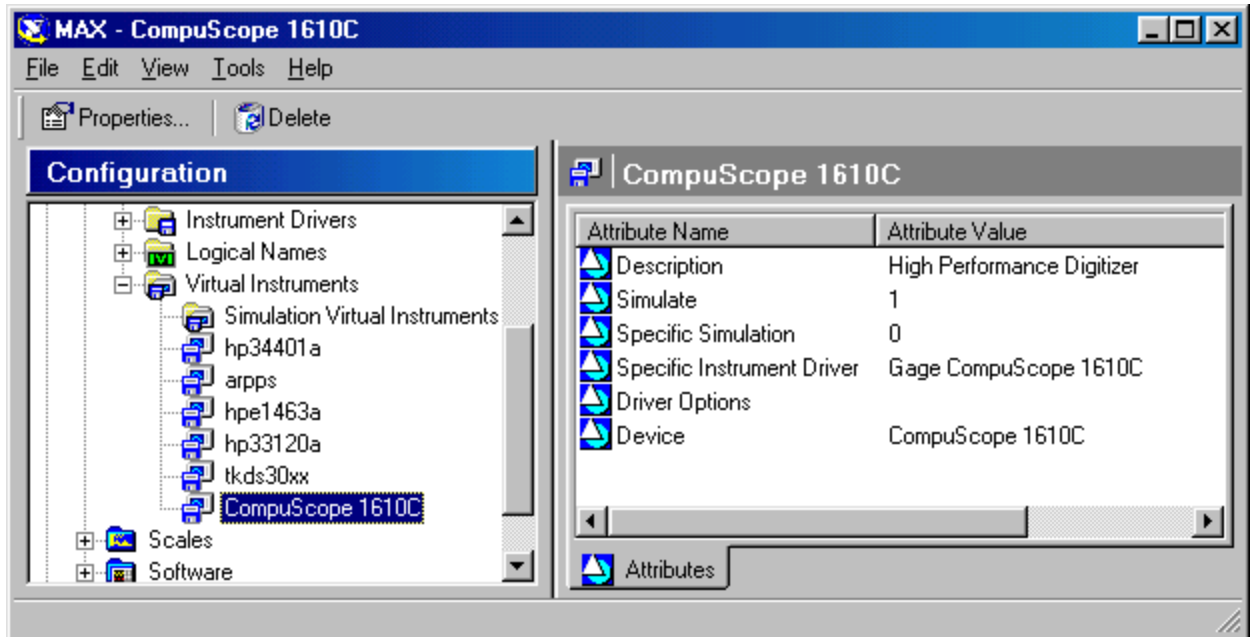 MAX - CompuScope 1610C
File Edit View Tools Help
Properties... Delete
Configuration
Instrument Drivers
Logical Names
Virtual Instruments
Simulation Virtual Instruments
hp34401a
arpps
hpe1463a
hp33120a
tkds30xx
CompuScope 1610C
Scales
Software
CompuScope 1610C
Attribute Name Attribute Value
Description High Performance Digitizer
Simulate 1
Specific Simulation 0
Specific Instrument Driver Gage CompuScope 1610C
Driver Options
Device CompuScope 1610C
Attributes